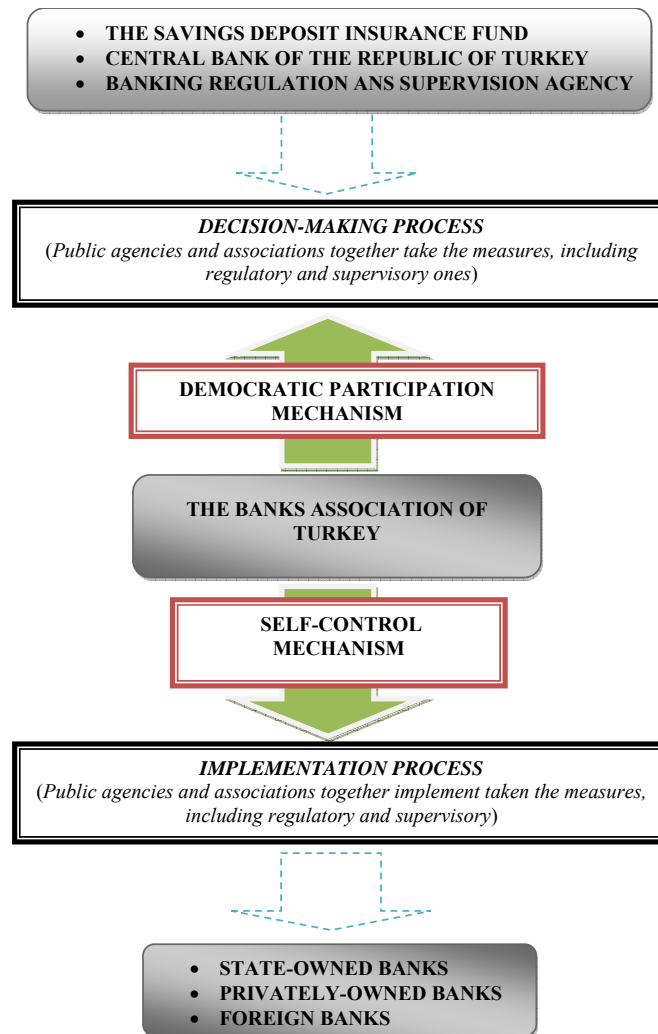 • THE SAVINGS DEPOSIT INSURANCE FUND
• CENTRAL BANK OF THE REPUBLIC OF TURKEY
• BANKING REGULATION ANS SUPERVISION AGENCY
DECISION-MAKING PROCESS
(Public agencies and associations together take the measures, including
regulatory and supervisory ones)
DEMOCRATIC PARTICIPATION
MECHANISM
THE BANKS ASSOCIATION OF
TURKEY
SELF-CONTROL
MECHANISM
IMPLEMENTATION PROCESS
(Public agencies and associations together implement taken the measures,
including regulatory and supervisory)
• STATE-OWNED BANKS
• PRIVATELY-OWNED BANKS
• FOREIGN BANKS